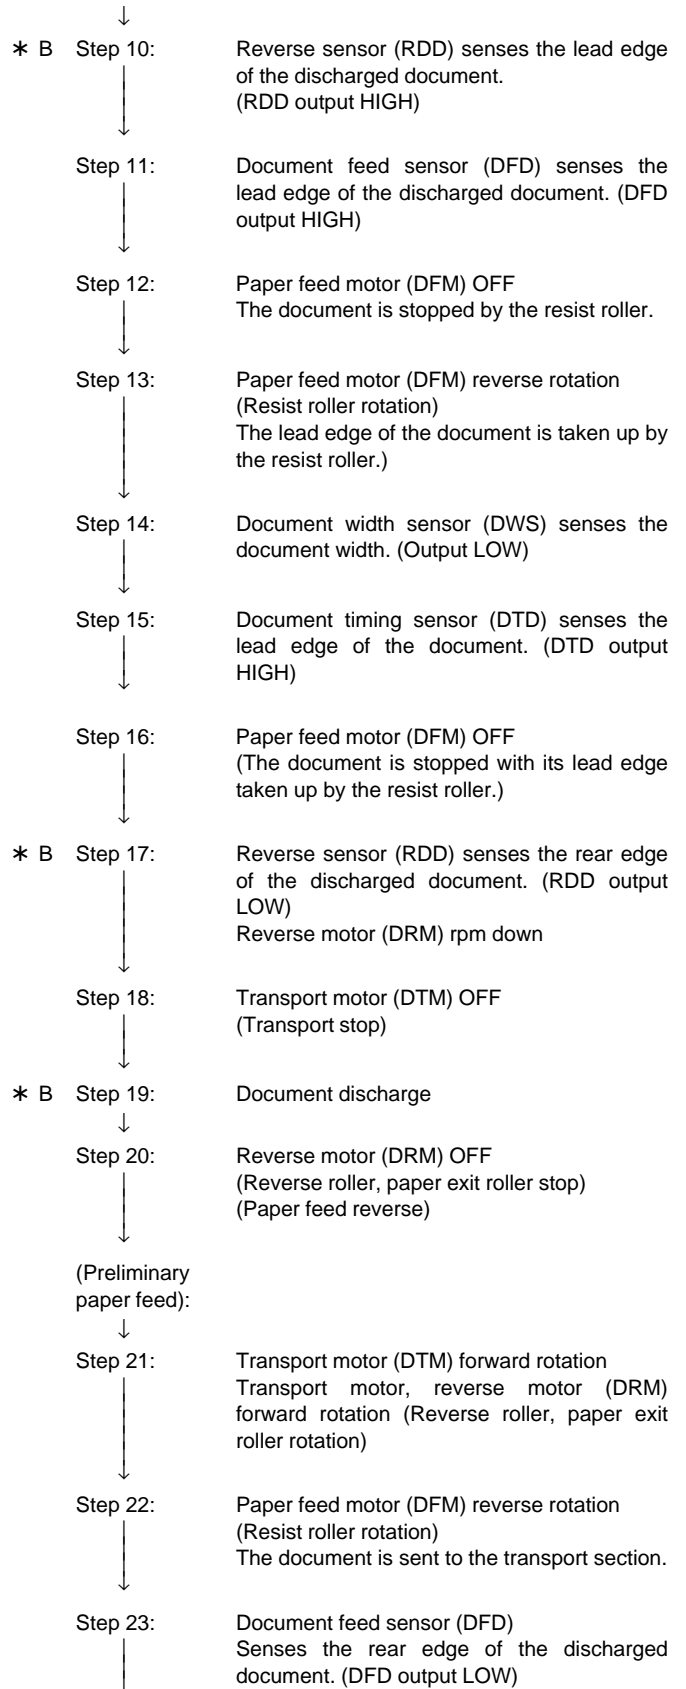 * B Step 10: Reverse sensor (RDD) senses the lead edge
of the discharged document.
(RDD output HIGH)
Step 11: Document feed sensor (DFD) senses the
lead edge of the discharged document. (DFD
output HIGH)
Step 12: Paper feed motor (DFM) OFF
The document is stopped by the resist roller.
Step 13: Paper feed motor (DFM) reverse rotation
(Resist roller rotation)
The lead edge of the document is taken up by
the resist roller.)
Step 14: Document width sensor (DWS) senses the
document width. (Output LOW)
Step 15: Document timing sensor (DTD) senses the
lead edge of the document. (DTD output
HIGH)
Step 16: Paper feed motor (DFM) OFF
(The document is stopped with its lead edge
taken up by the resist roller.)
* B Step 17: Reverse sensor (RDD) senses the rear edge
of the discharged document. (RDD output
LOW)
Reverse motor (DRM) rpm down
Step 18: Transport motor (DTM) OFF
(Transport stop)
* B Step 19: Document discharge
Step 20: Reverse motor (DRM) OFF
(Reverse roller, paper exit roller stop)
(Paper feed reverse)
(Preliminary
paper feed):
Step 21: Transport motor (DTM) forward rotation
Transport motor, reverse motor (DRM)
forward rotation (Reverse roller, paper exit
roller rotation)
Step 22: Paper feed motor (DFM) reverse rotation
(Resist roller rotation)
The document is sent to the transport section.
Step 23: Document feed sensor (DFD)
Senses the rear edge of the discharged
document. (DFD output LOW)